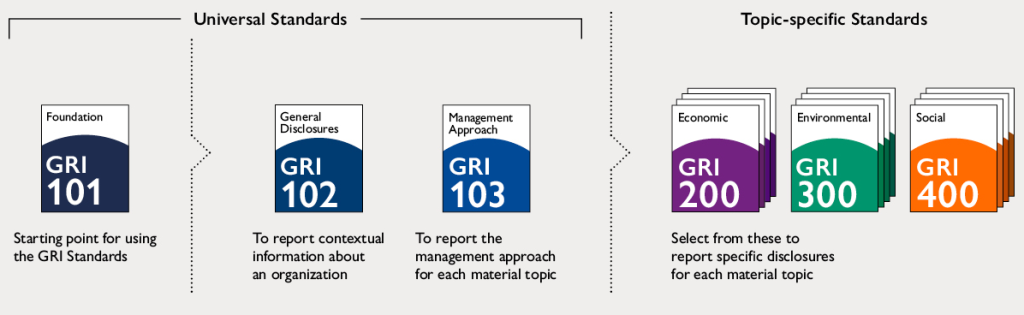 Universal Standards
Topic-specific Standards
Foundation
GRI
101
Starting point for using
the GRI Standards
General
Disclosures
GRI
102
To report contextual
information about
an organization
Management
Approach
GRI
103
To report the
management approach
for each material topic
Economic
GRI
200
Environmental
GRI
300
Social
GRI
400
Select from these to
report specific disclosures
for each material topic